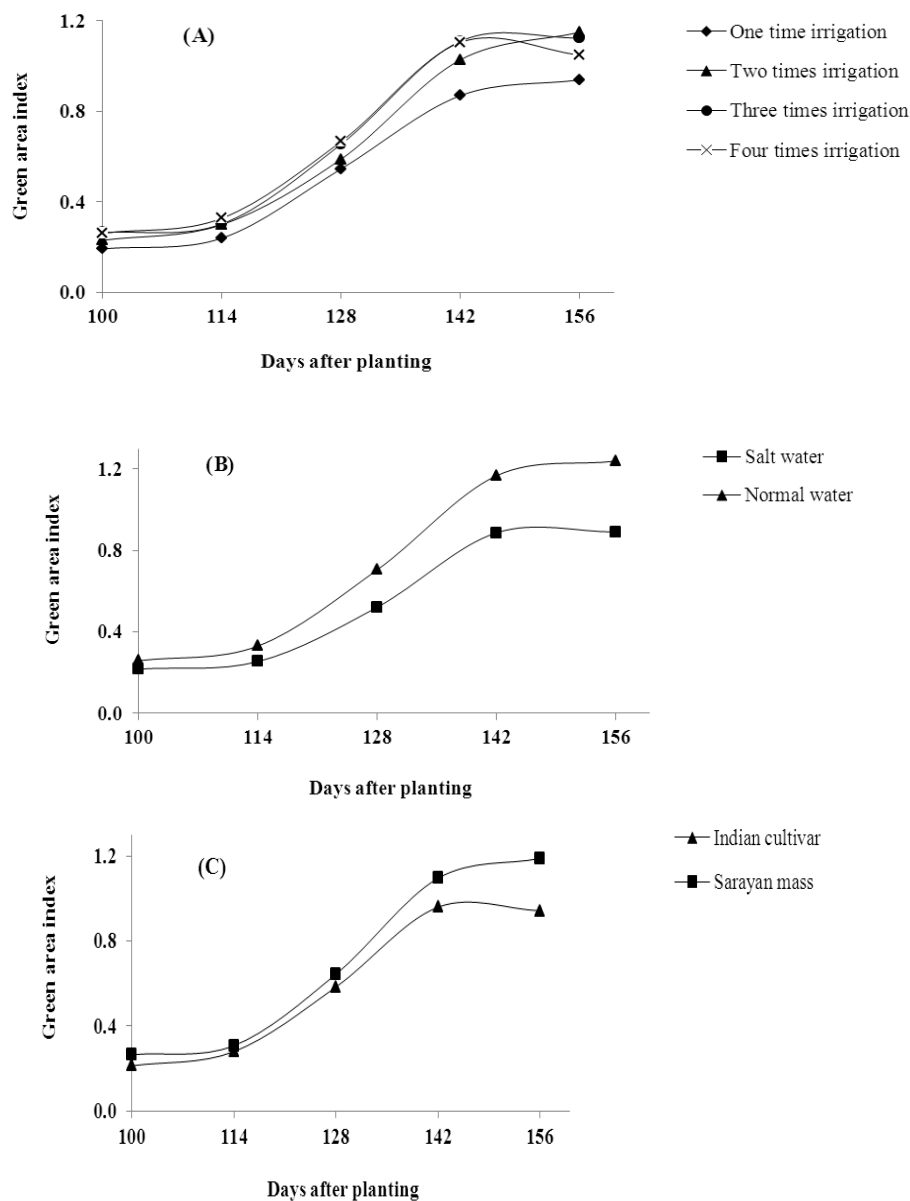 (A)
1.2
0.8
0.4
0.0
Green area index
100 114 128 142 156
Days after planting
One time irrigation
Two times irrigation
Three times irrigation
Four times irrigation
(B)
1.2
0.8
0.4
0.0
Green area index
100 114 128 142 156
Days after planting
Salt water
Normal water
(C)
1.2
0.8
0.4
0.0
Green area index
100 114 128 142 156
Days after planting
Indian cultivar
Sarayan mass